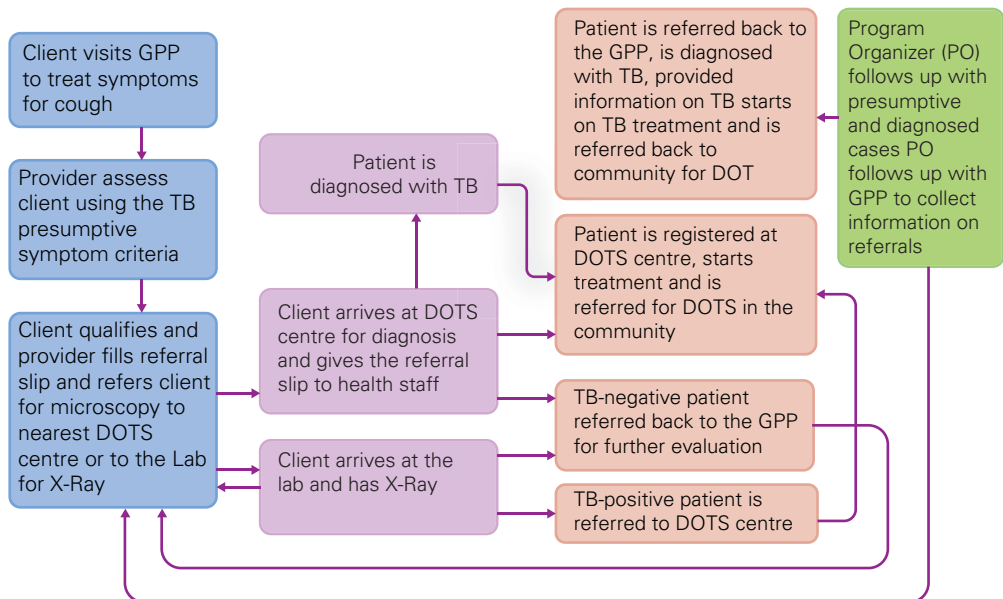 Client visits GPP
to treat symptoms
for cough
Provider assess
client using the TB
presumptive
symptom criteria
Client qualifies and
provider fills referral
slip and refers client
for microscopy to
nearest DOTS
centre or to the Lab
for X-Ray
Patient is
diagnosed with TB
Client arrives at DOTS
centre for diagnosis
and gives the referral
slip to health staff
Client arrives at the
lab and has X-Ray
Patient is referred back to
the GPP, is diagnosed
with TB, provided
information on TB starts
on TB treatment and is
referred back to
community for DOT
Patient is registered at
DOTS centre, starts
treatment and is
referred for DOTS in the
community
TB-negative patient
referred back to the GPP
for further evaluation
TB-positive patient is
referred to DOTS centre
Program
Organizer (PO)
follows up with
presumptive
and diagnosed
cases PO
follows up with
GPP to collect
information on
referrals